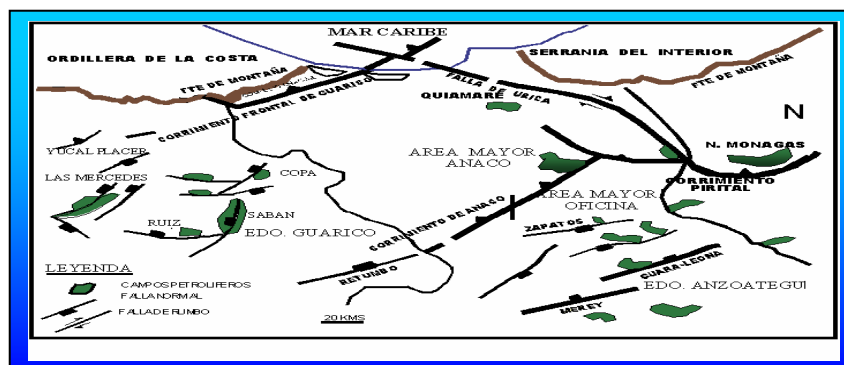 MAR CARIBE
ORDILLERA DE LA COSTA
SERRANIA DEL INTERIOR
FTE DE MONTAÑA
FTE DE MONTAÑA
FALLA DE URICA
QUIAMARE
CORRIMIENTO FRONTAL DE GUARICO
N
YUCAL PLACER
AREA MAYOR
ANACO
N. MONAGAS
LAS MERCEDES
COPA
CORRIMIENTO
PIRITAL
AREA MAYOR
OFICINA
RUIZ
SABAN
EDO. GUARICO
CORRIMIENTO DE ANACO
ZAPATOS
LEYENDA
RETUMBO
GUARA-LEONA
CAMPOS PETROLIFEROS
EDO. ANZOATEGUI
FALLA NORMAL
FALLA DE RUMBO
20 KMS
MEREY